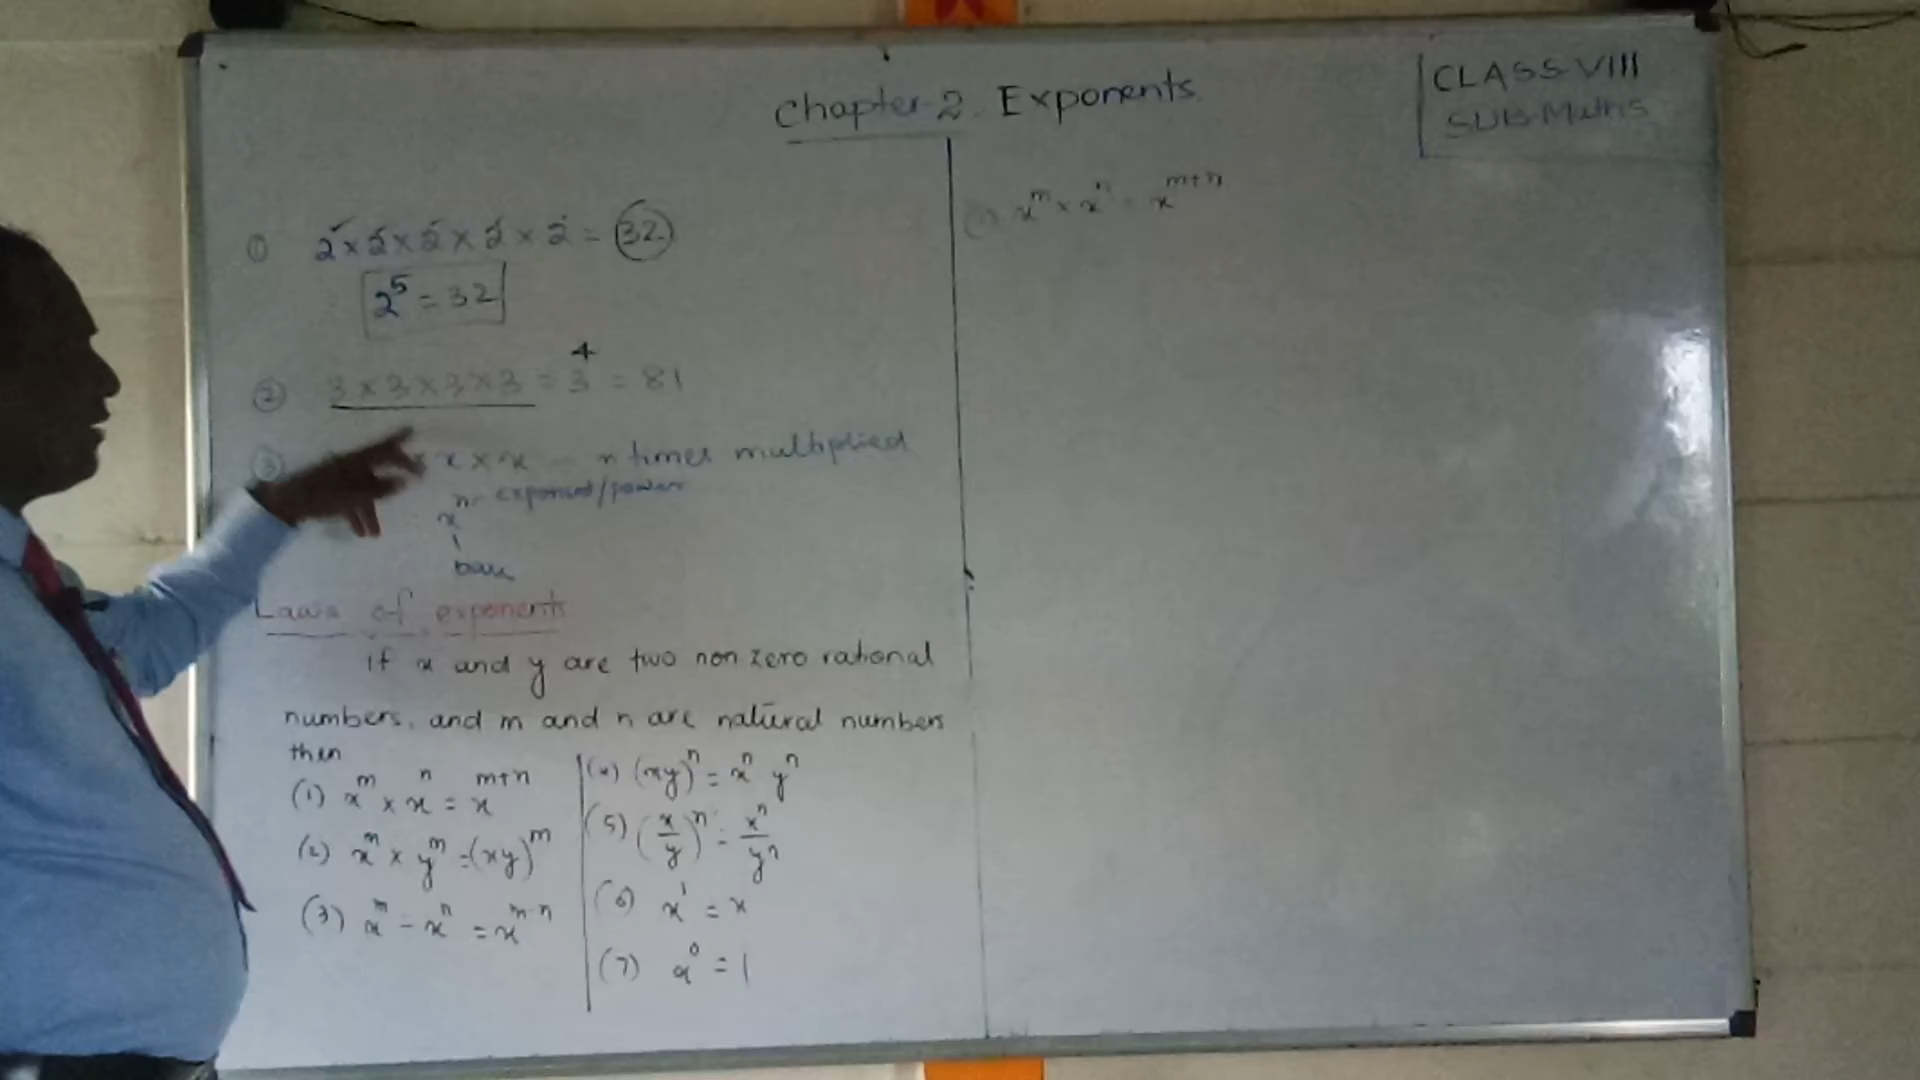 Chapter-2. Exponents.
CLASS-VIII
SUB-Maths
① 2 × 2 × 2 × 2 × 2 = 32
2⁵ = 32
② 3 × 3 × 3 × 3 = 3⁴ = 81
③ x × x - n times multiplied
xⁿ - exponent/power
base
Laws of exponents
If x and y are two non zero rational
numbers, and m and n are natural numbers
then
(1) xᵐ × xⁿ = xᵐ⁺ⁿ
(2) xᵐ × yᵐ = (xy)ᵐ
(3) xᵐ – xⁿ = xᵐ⁻ⁿ
(4) (xy)ⁿ = xⁿ yⁿ
(5) (x/y)ⁿ = xⁿ/yⁿ
(6) x¹ = x
(7) x⁰ = 1
xᵐ × xⁿ = xᵐ⁺ⁿ